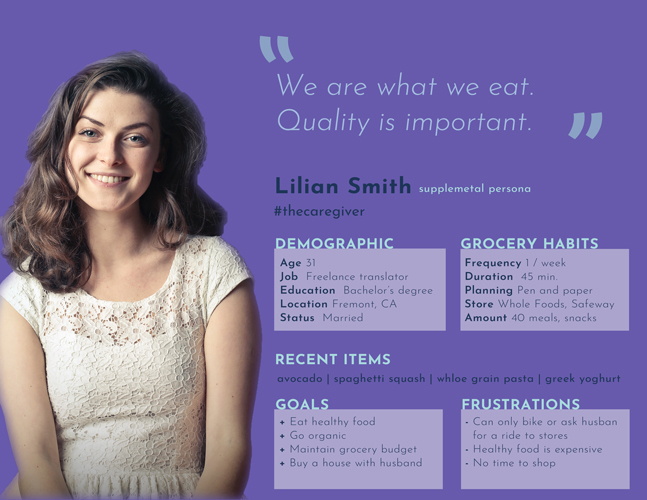 "
We are what we eat.
Quality is important.
"
Lilian Smith supplemetal persona
#thecaregiver
DEMOGRAPHIC
Age 31
Job Freelance translator
Education Bachelor's degree
Location Fremont, CA
Status Married
GROCERY HABITS
Frequency 1 / week
Duration 45 min.
Planning Pen and paper
Store Whole Foods, Safeway
Amount 40 meals, snacks
RECENT ITEMS
avocado | spaghetti squash | whloe grain pasta | greek yoghurt
GOALS
+ Eat healthy food
+ Go organic
+ Maintain grocery budget
+ Buy a house with husband
FRUSTRATIONS
- Can only bike or ask husban
for a ride to stores
- Healthy food is expensive
- No time to shop